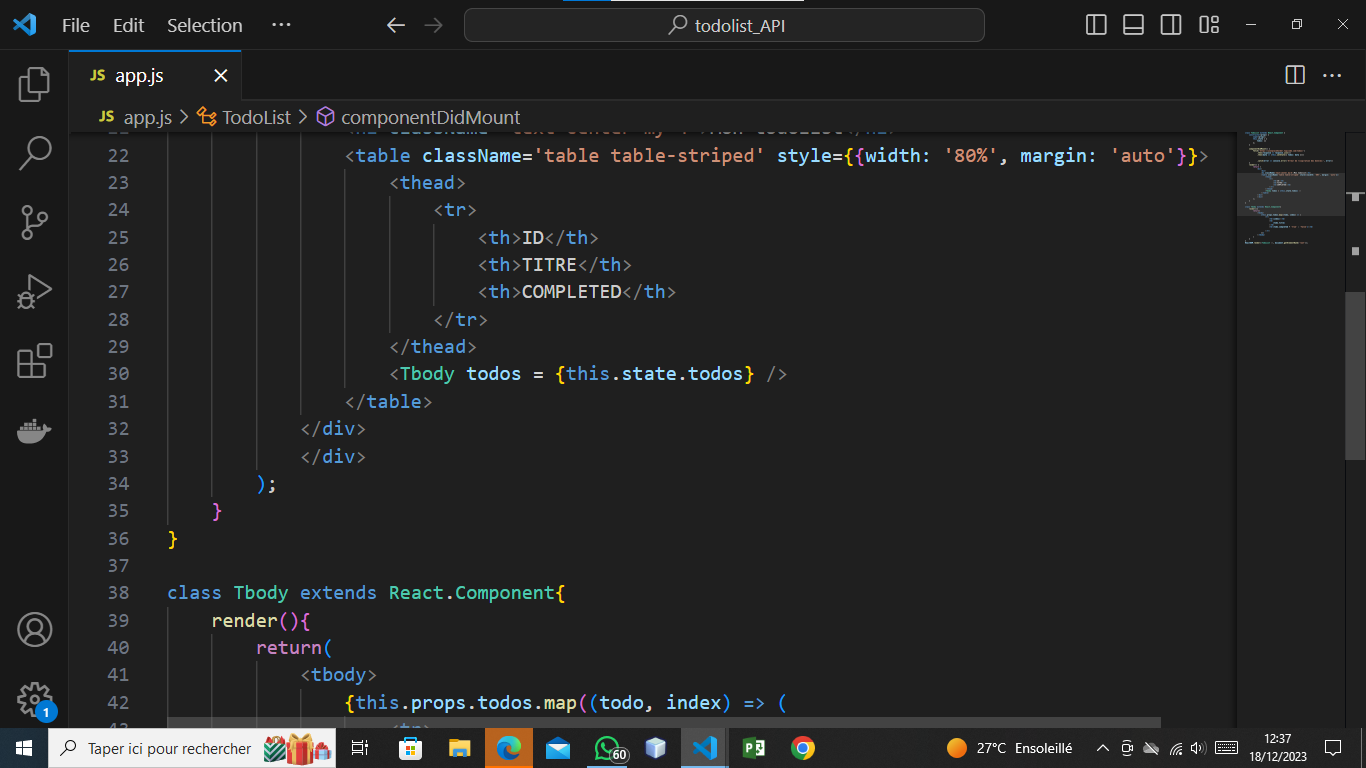 File Edit Selection ··· todolist_API
JS app.js
JS app.js > TodoList > componentDidMount
22 <table className='table table-striped' style={{width: '80%', margin: 'auto'}}>
23 <thead>
24 <tr>
25 <th>ID</th>
26 <th>TITRE</th>
27 <th>COMPLETED</th>
28 </tr>
29 </thead>
30 <Tbody todos = {this.state.todos} />
31 </table>
32 </div>
33 </div>
34 );
35 }
36 }
37
38 class Tbody extends React.Component{
39 render(){
40 return(
41 <tbody>
42 {this.props.todos.map((todo, index) => (
1
Taper ici pour rechercher 60 27°C Ensoleillé 12:37
18/12/2023